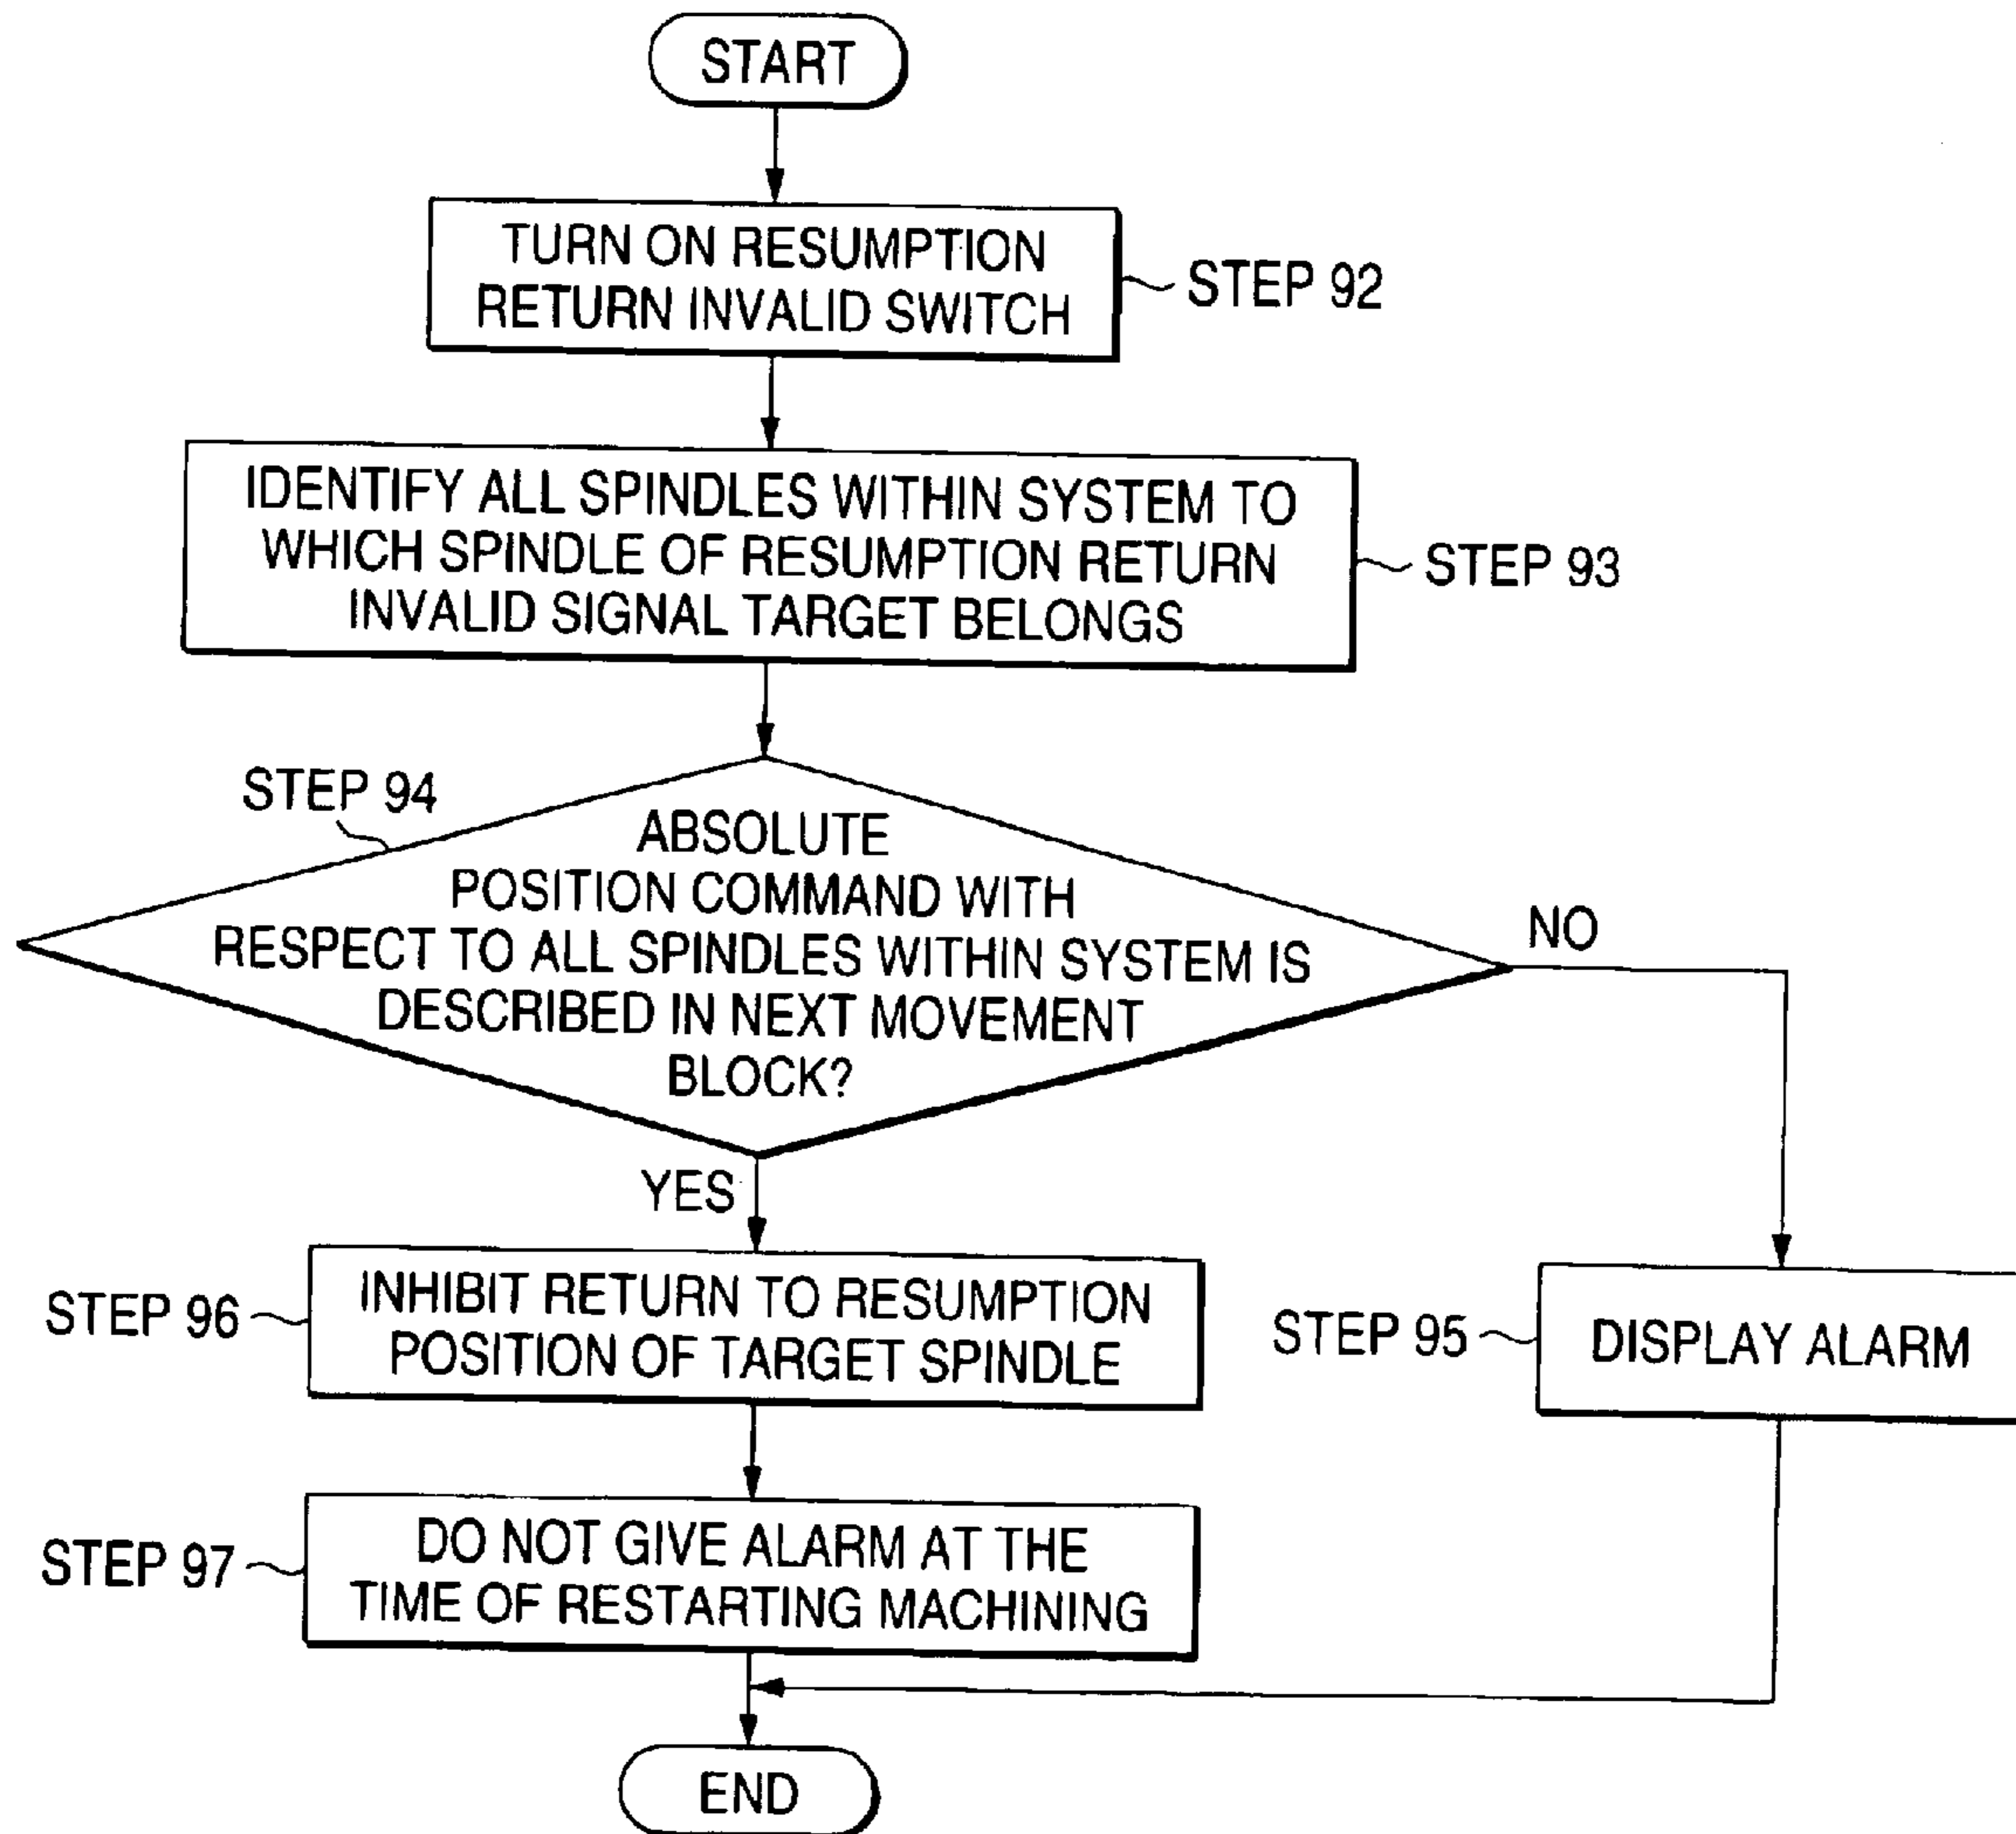 START
TURN ON RESUMPTION
RETURN INVALID SWITCH
STEP 92
IDENTIFY ALL SPINDLES WITHIN SYSTEM TO
WHICH SPINDLE OF RESUMPTION RETURN
INVALID SIGNAL TARGET BELONGS
STEP 93
STEP 94
ABSOLUTE
POSITION COMMAND WITH
RESPECT TO ALL SPINDLES WITHIN SYSTEM IS
DESCRIBED IN NEXT MOVEMENT
BLOCK?
NO
YES
STEP 96
INHIBIT RETURN TO RESUMPTION
POSITION OF TARGET SPINDLE
STEP 95
DISPLAY ALARM
STEP 97
DO NOT GIVE ALARM AT THE
TIME OF RESTARTING MACHINING
END